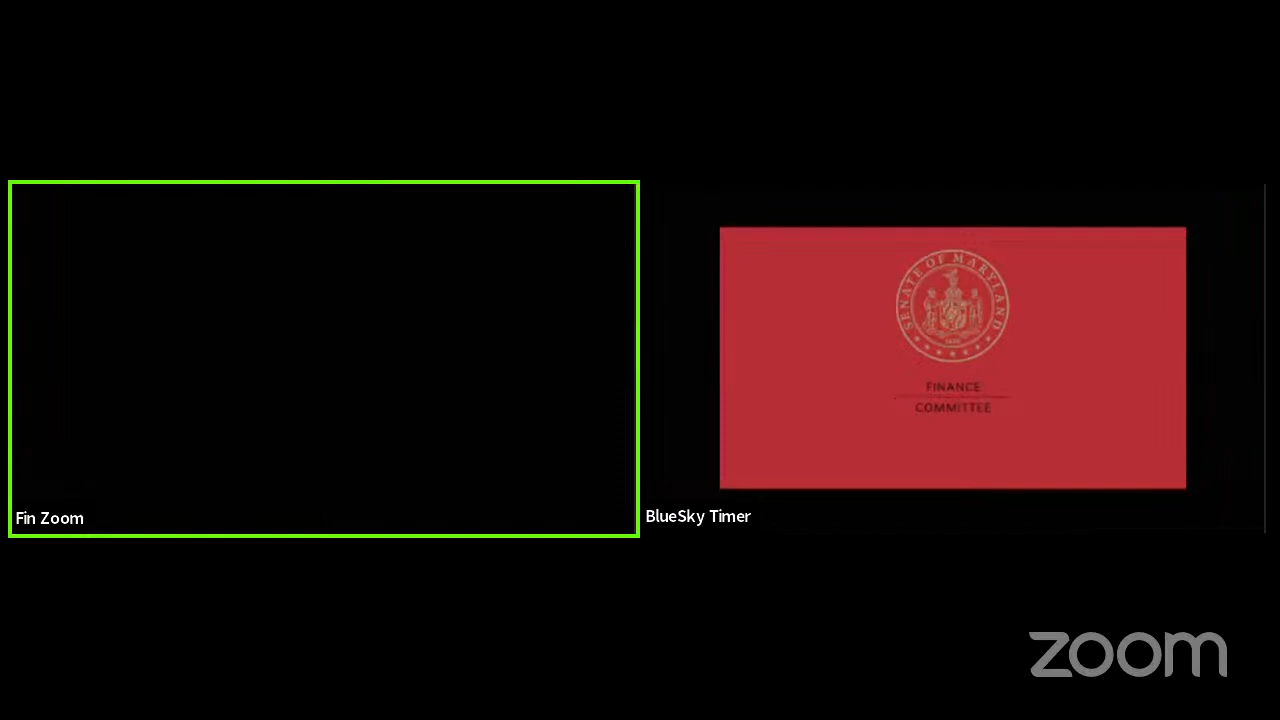 SENATE OF MARYLAND
FINANCE
COMMITTEE
Fin Zoom
BlueSky Timer
zoom